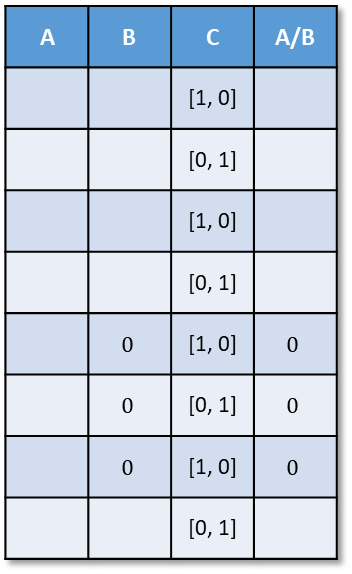 A B C A/B
[1, 0]
[0, 1]
[1, 0]
[0, 1]
0 [1, 0] 0
0 [0, 1] 0
0 [1, 0] 0
[0, 1]